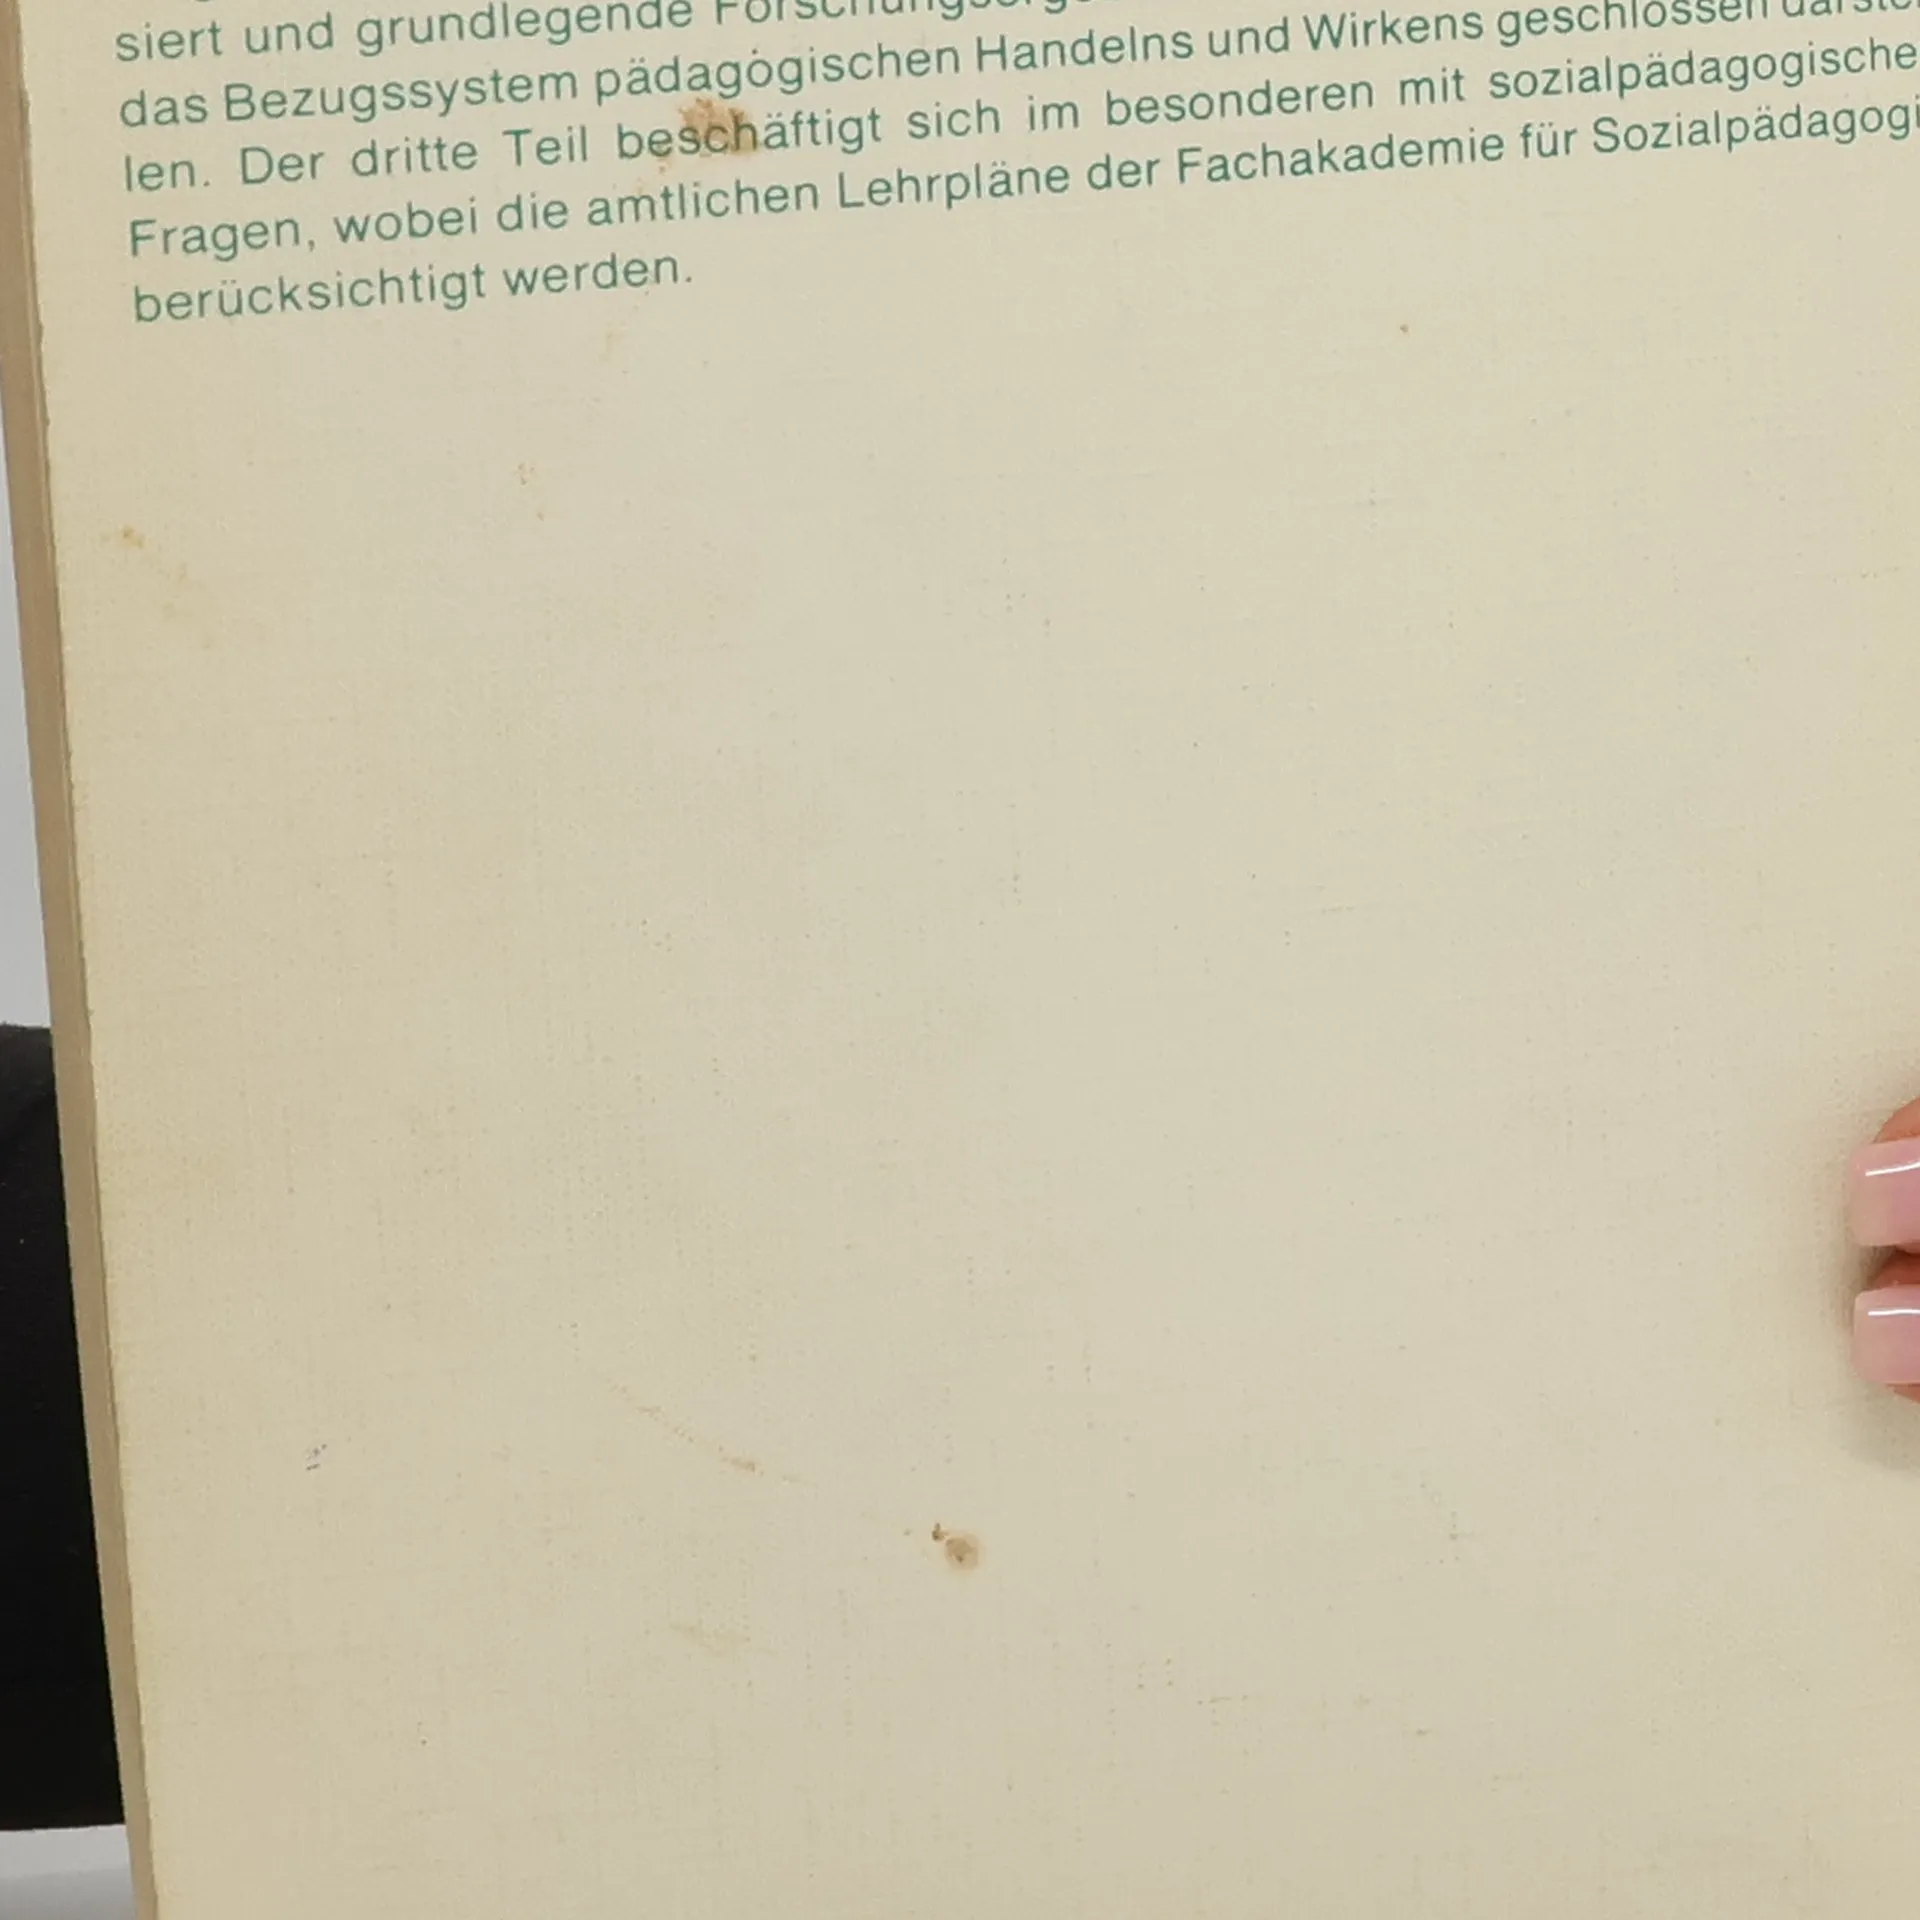 siert und grundlegende
das Bezugssystem pädagogischen Handelns und Wirkens geschlossen
len. Der dritte Teil beschäftigt sich im besonderen mit sozialpädagogische
Fragen, wobei die amtlichen Lehrpläne der Fachakademie für Sozialpädagogi
berücksichtigt werden.